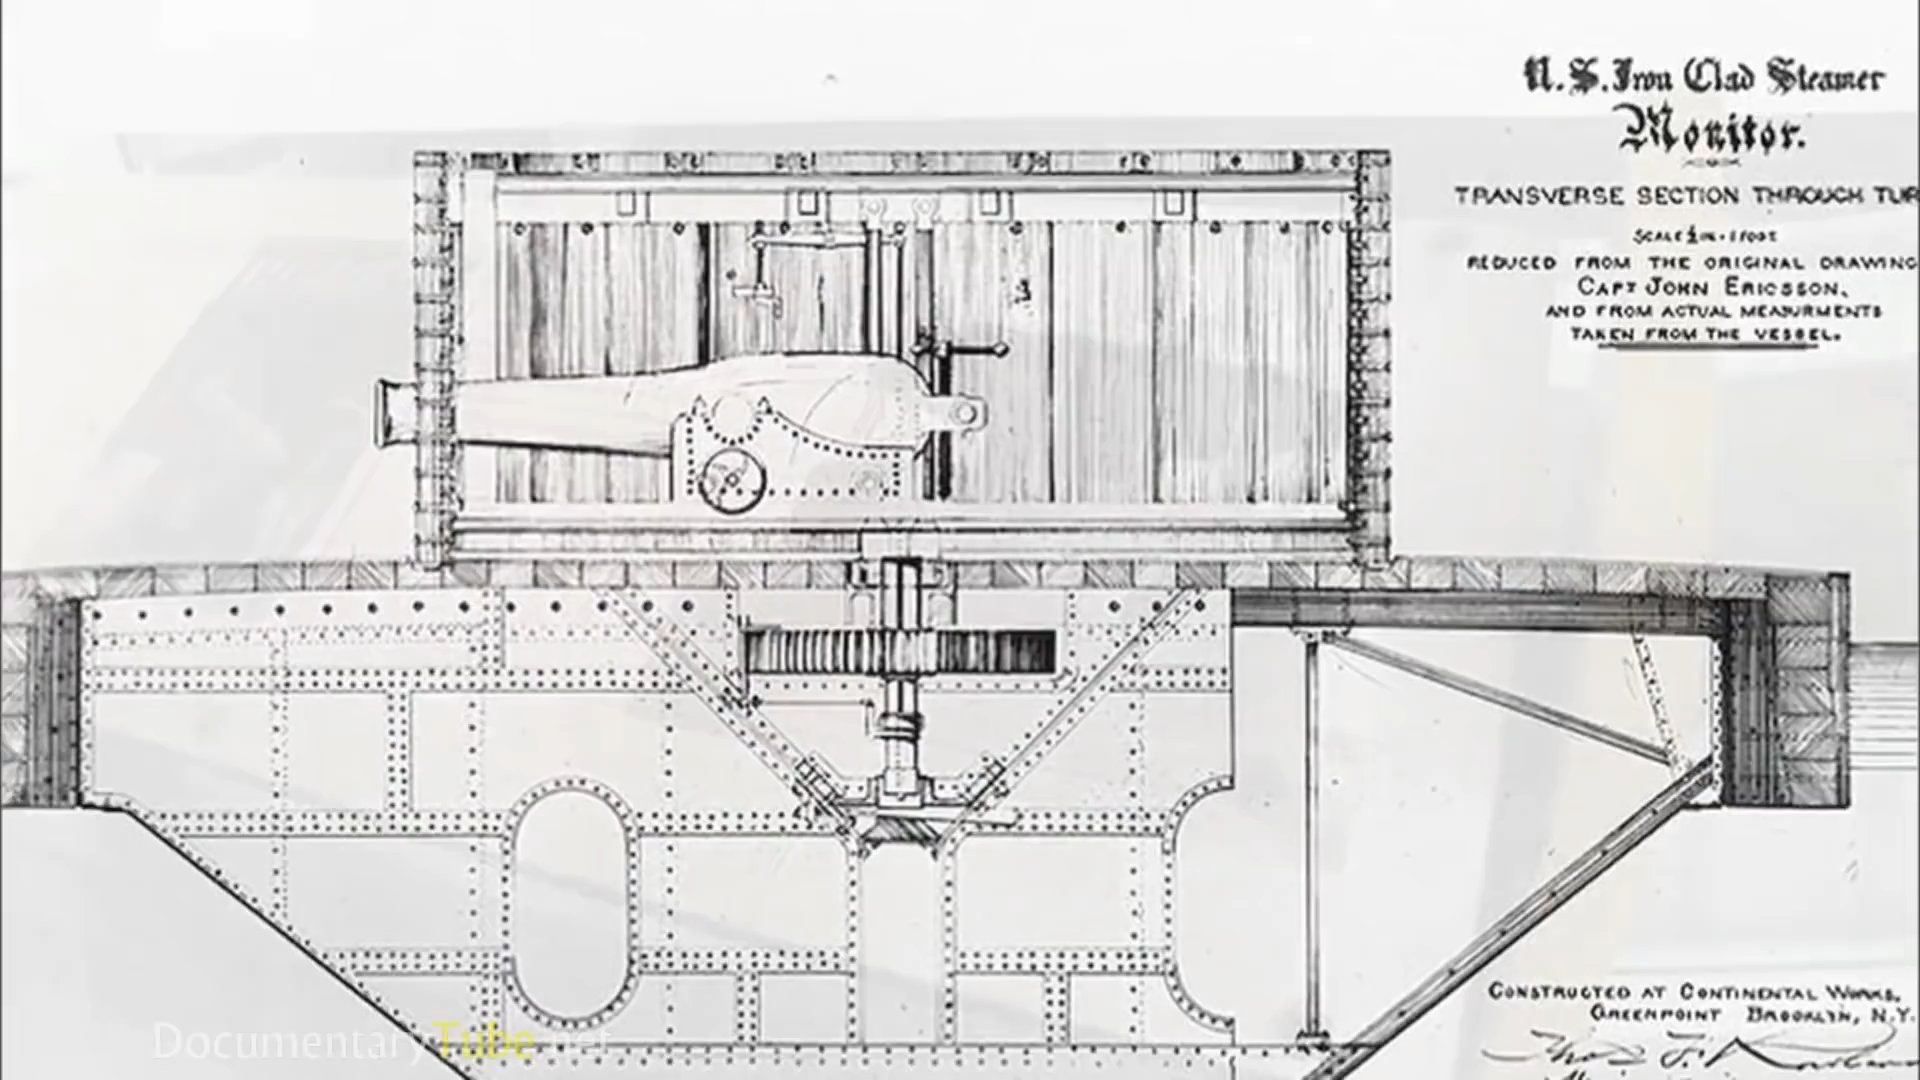 U.S. Iron Clad Steamer
Monitor.
TRANSVERSE SECTION THROUGH TUR
SCALE ½ IN. 1 FOOT
REDUCED FROM THE ORIGINAL DRAWING
CAPT JOHN ERICSSON,
AND FROM ACTUAL MEASURMENTS
TAKEN FROM THE VESSEL.
CONSTRUCTED AT CONTINENTAL WORKS,
GREENPOINT BROOKLYN, N.Y.
DocumentaryTube.net